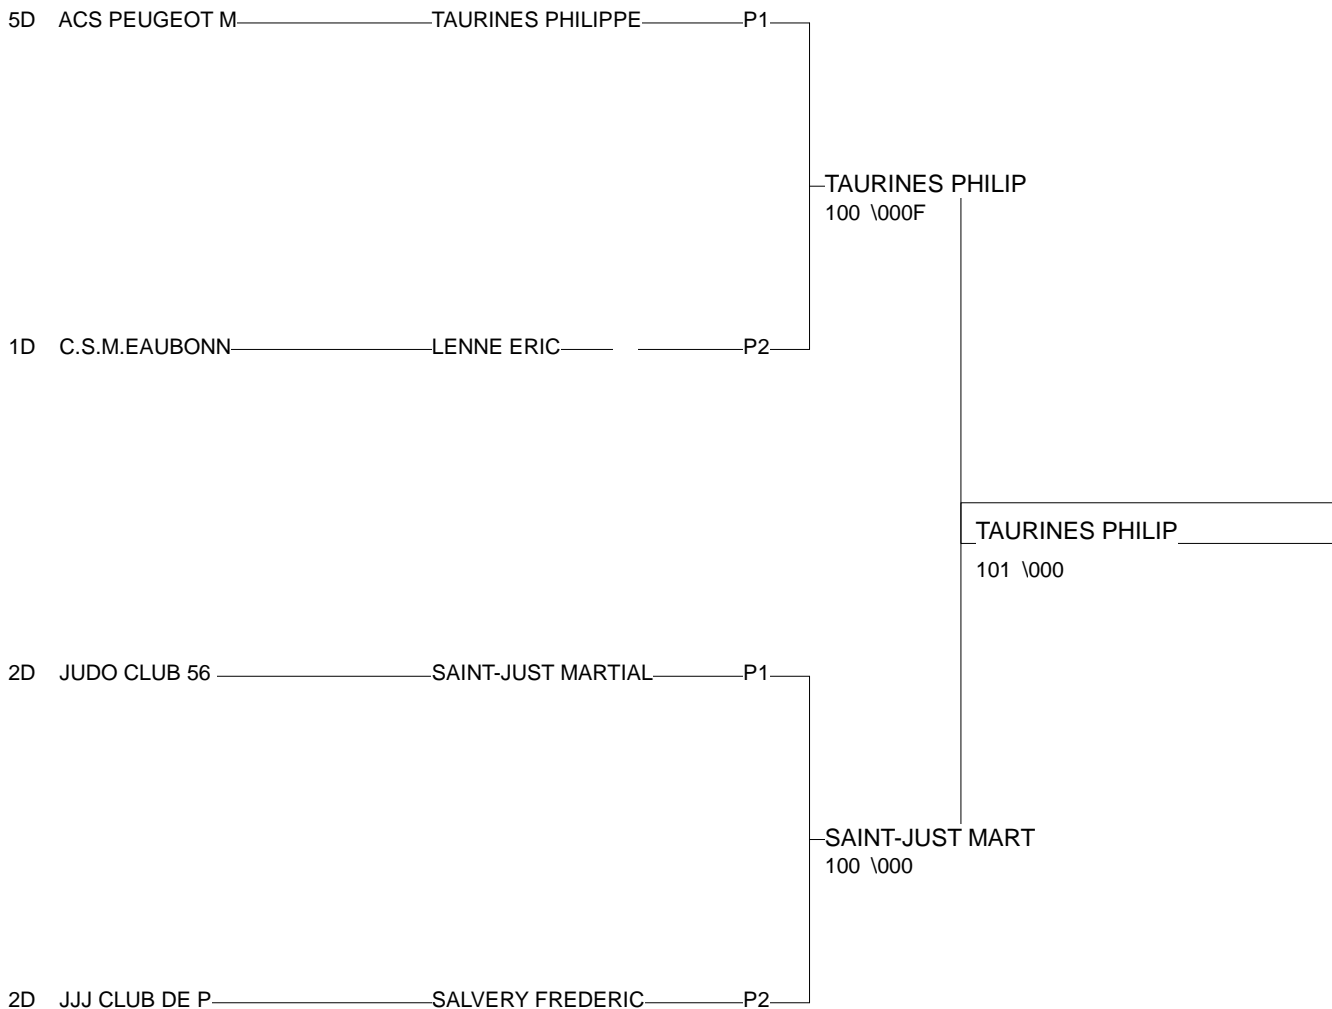 5D ACS PEUGEOT M TAURINES PHILIPPE P1
TAURINES PHILIP
100 \000F
1D C.S.M.EAUBONN LENNE ERIC P2
TAURINES PHILIP
101 \000
2D JUDO CLUB 56 SAINT-JUST MARTIAL P1
SAINT-JUST MART
100 \000
2D JJJ CLUB DE P SALVERY FREDERIC P2